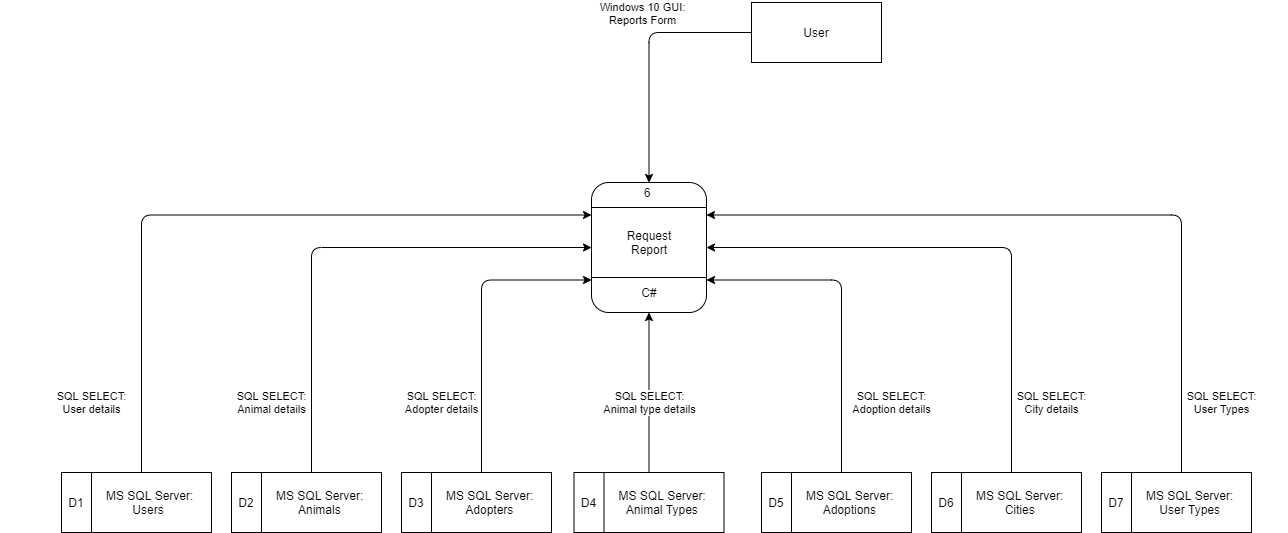 Windows 10 GUI:
Reports Form
User
6
Request
Report
C#
SQL SELECT:
User details
SQL SELECT:
Animal details
SQL SELECT:
Adopter details
SQL SELECT:
Animal type details
SQL SELECT:
Adoption details
SQL SELECT:
City details
SQL SELECT:
User Types
D1
MS SQL Server:
Users
D2
MS SQL Server:
Animals
D3
MS SQL Server:
Adopters
D4
MS SQL Server:
Animal Types
D5
MS SQL Server:
Adoptions
D6
MS SQL Server:
Cities
D7
MS SQL Server:
User Types